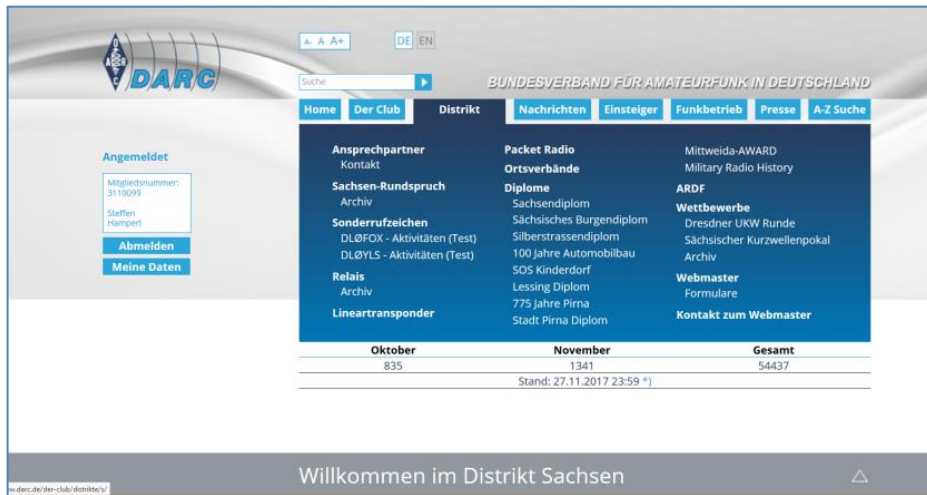 A- A A+
DE EN
DARC
Suche
BUNDESVERBAND FÜR AMATEURFUNK IN DEUTSCHLAND
Home Der Club Distrikt Nachrichten Einsteiger Funkbetrieb Presse A-Z Suche
Angemeldet
Mitgliedsnummer:
3110099
Steffen
Hamperl
Abmelden
Meine Daten
Ansprechpartner
Kontakt
Sachsen-Rundspruch
Archiv
Sonderrufzeichen
DLØFOX - Aktivitäten (Test)
DLØYLS - Aktivitäten (Test)
Relais
Archiv
Lineartransponder
Packet Radio
Ortsverbände
Diplome
Sachsendiplom
Sächsisches Burgendiplom
Silberstrassendiplom
100 Jahre Automobilbau
SOS Kinderdorf
Lessing Diplom
775 Jahre Pirna
Stadt Pirna Diplom
Mittweida-AWARD
Military Radio History
ARDF
Wettbewerbe
Dresdner UKW Runde
Sächsischer Kurzwellenpokal
Archiv
Webmaster
Formulare
Kontakt zum Webmaster
Oktober November Gesamt
835 1341 54437
Stand: 27.11.2017 23:59 *)
Willkommen im Distrikt Sachsen
w.darc.de/der-club/distrikte/s/